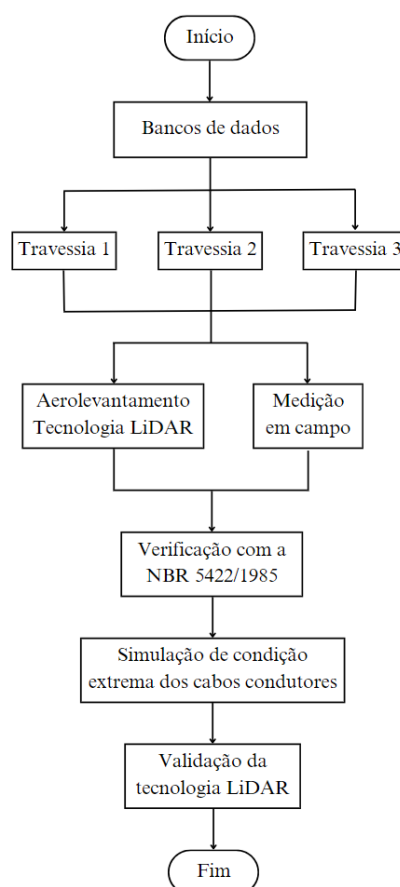 Início
Bancos de dados
Travessia 1
Travessia 2
Travessia 3
Aerolevantamento
Tecnologia LiDAR
Medição
em campo
Verificação com a
NBR 5422/1985
Simulação de condição
extrema dos cabos condutores
Validação da
tecnologia LiDAR
Fim